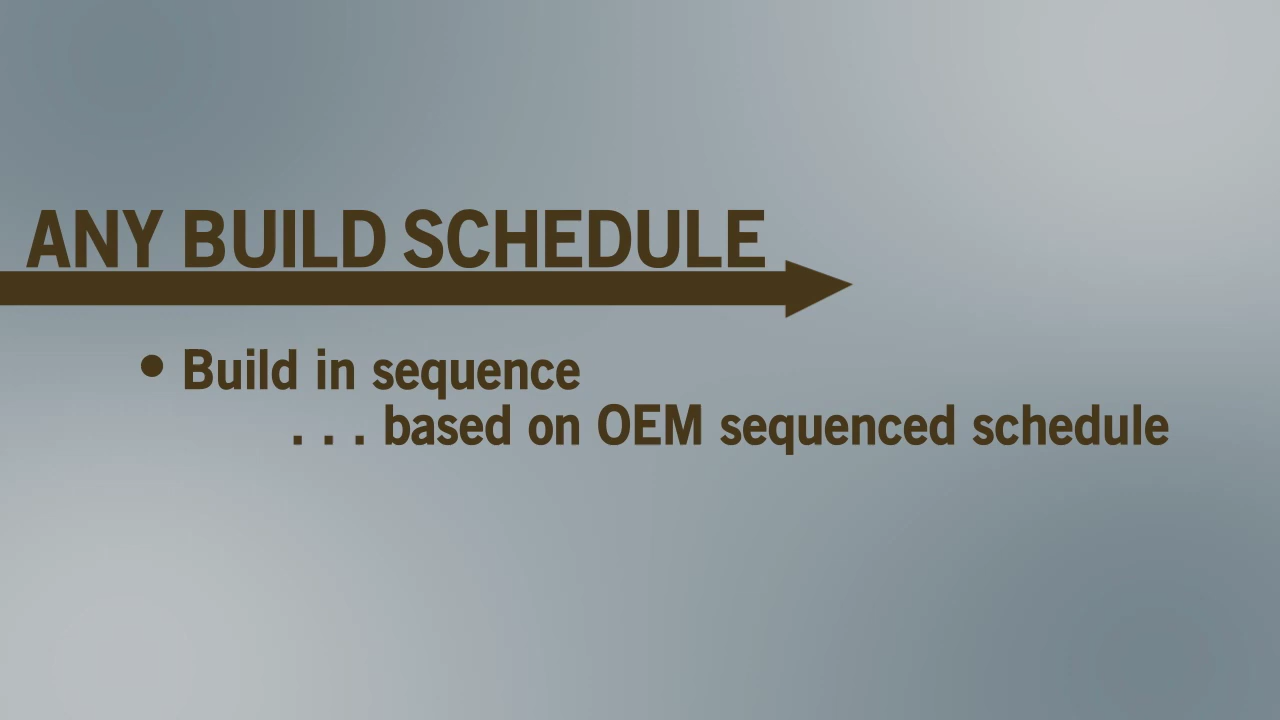 ANY BUILD SCHEDULE
• Build in sequence
. . . based on OEM sequenced schedule